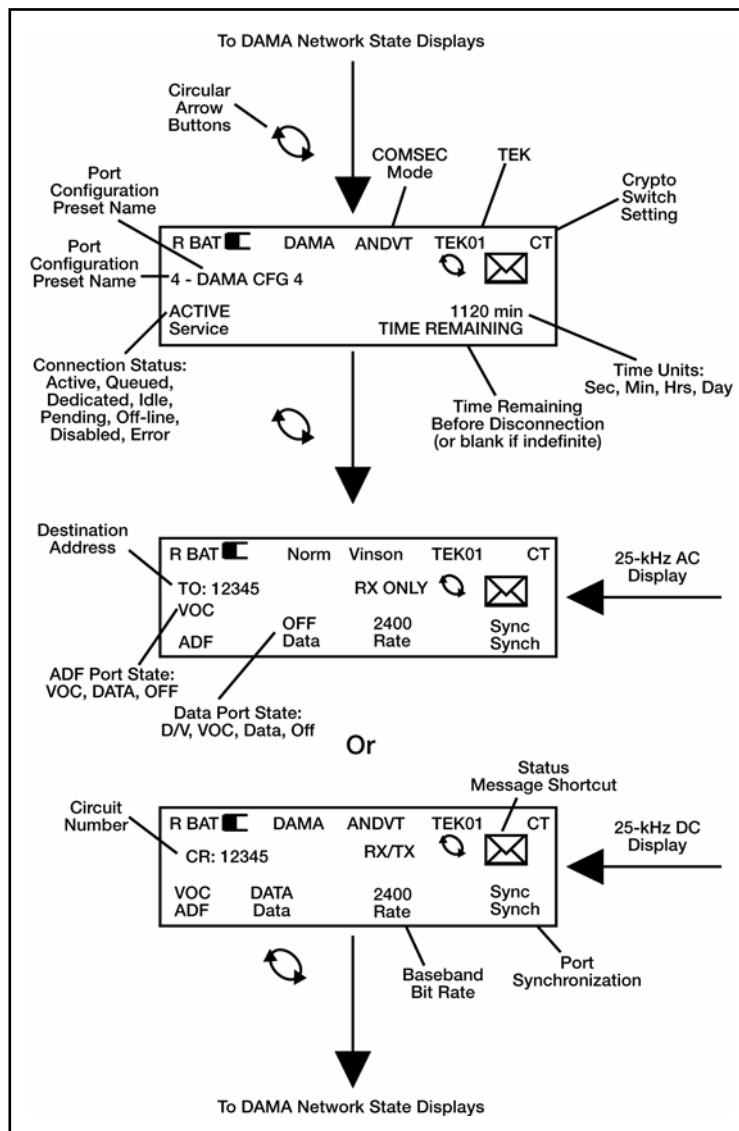 To DAMA Network State Displays
Circular
Arrow
Buttons
COMSEC
Mode
TEK
Crypto
Switch
Setting
Port
Configuration
Preset Name
Port
Configuration
Preset Name
R BAT DAMA ANDVT TEK01 CT
4 - DAMA CFG 4
ACTIVE 1120 min
Service TIME REMAINING
Connection Status:
Active, Queued,
Dedicated, Idle,
Pending, Off-line,
Disabled, Error
Time Remaining
Before Disconnection
(or blank if indefinite)
Time Units:
Sec, Min, Hrs, Day
Destination
Address
R BAT Norm Vinson TEK01 CT
TO: 12345 RX ONLY
VOC
OFF 2400 Sync
ADF Data Rate Synch
25-kHz AC
Display
ADF Port State:
VOC, DATA, OFF
Data Port State:
D/V, VOC, Data, Off
Or
Status
Message Shortcut
Circuit
Number
R BAT DAMA ANDVT TEK01 CT
CR: 12345 RX/TX
VOC DATA 2400 Sync
ADF Data Rate Synch
25-kHz DC
Display
Baseband
Bit Rate
Port
Synchronization
To DAMA Network State Displays